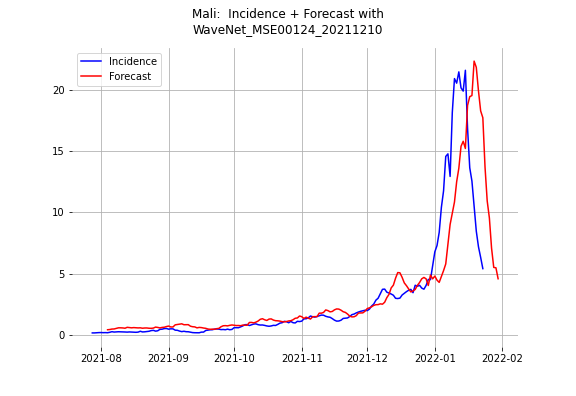 Mali:  Incidence + Forecast with
WaveNet_MSE00124_20211210
Incidence
Forecast
20
15
10
5
0
2021-08 2021-09 2021-10 2021-11 2021-12 2022-01 2022-02